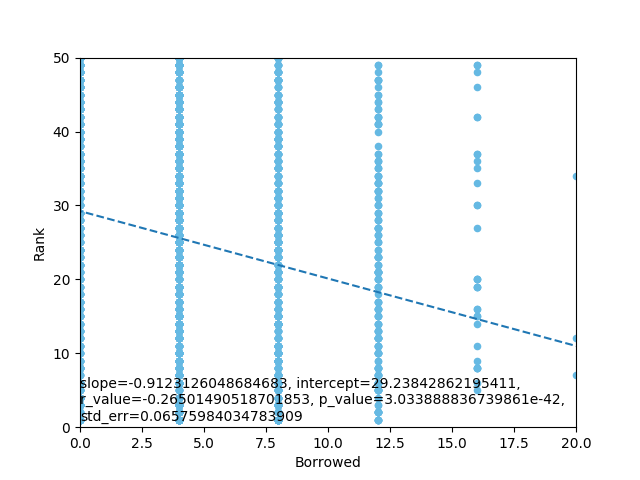 50
40
30
20
10
0
Rank
slope=-0.9123126048684683, intercept=29.23842862195411,
r_value=-0.26501490518701853, p_value=3.033888836739861e-42,
std_err=0.06575984034783909
0.0 2.5 5.0 7.5 10.0 12.5 15.0 17.5 20.0
Borrowed